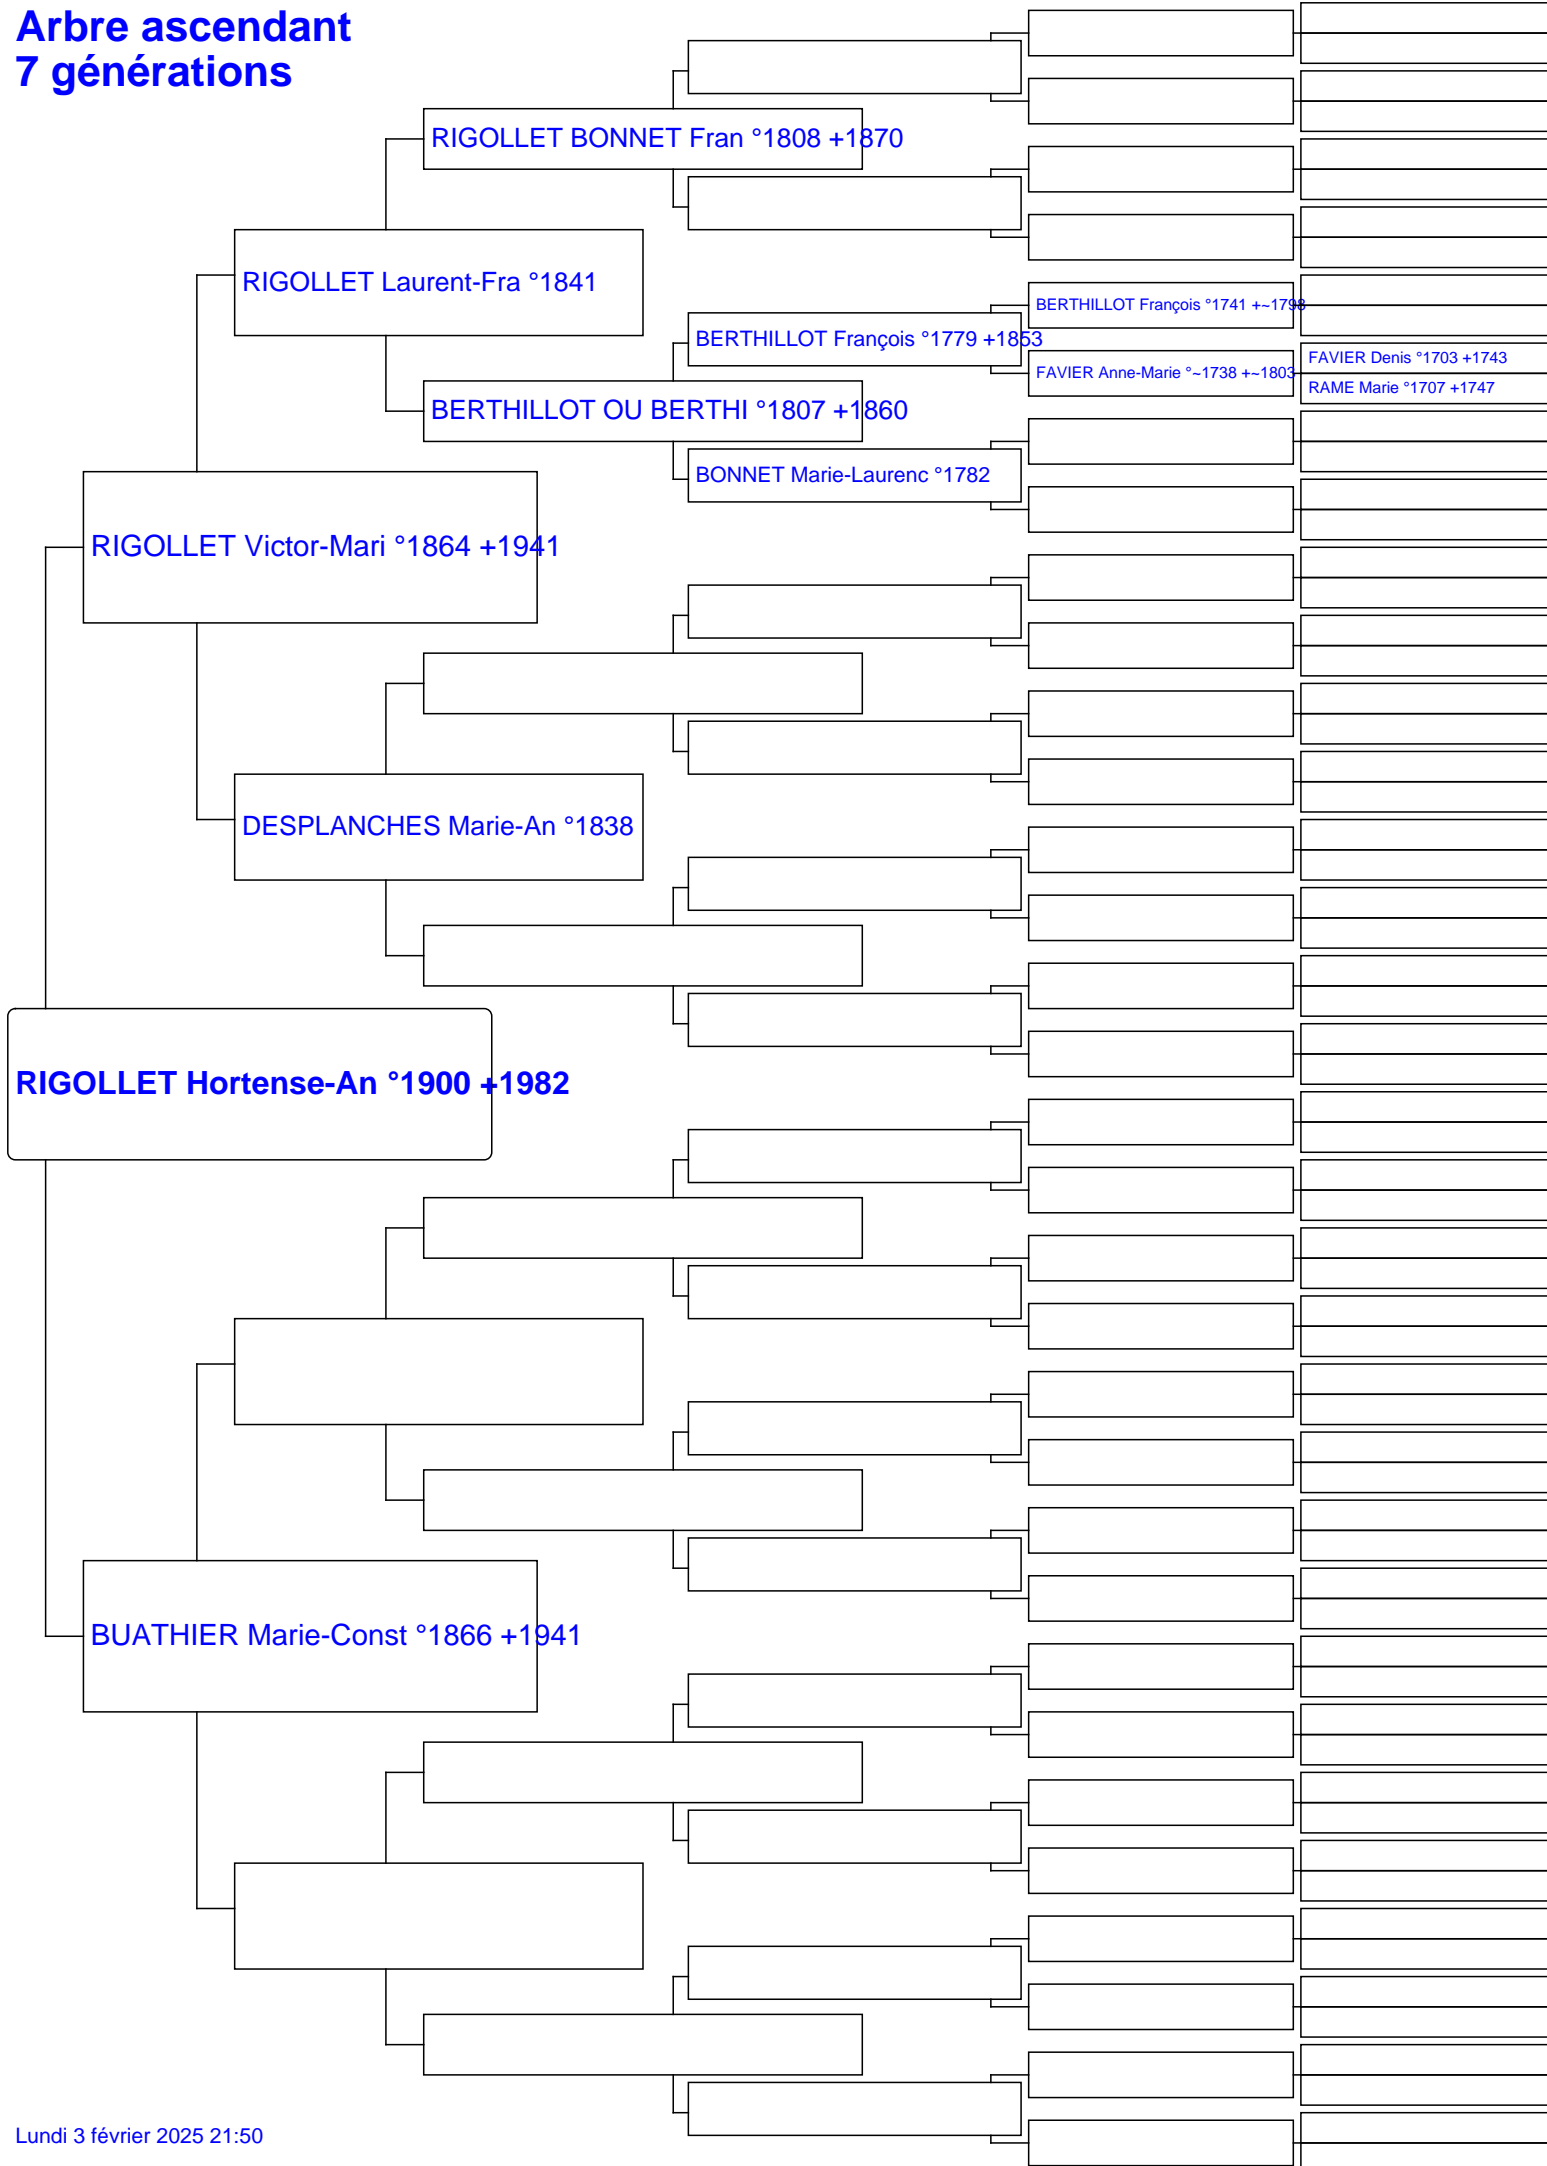 Arbre ascendant
7 générations
RIGOLLET BONNET Fran °1808 +1870
RIGOLLET Laurent-Fra °1841
BERTHILLOT François °1741 +~1798
BERTHILLOT François °1779 +1853
FAVIER Denis °1703 +1743
FAVIER Anne-Marie °~1738 +~1803
RAME Marie °1707 +1747
BERTHILLOT OU BERTHI °1807 +1860
BONNET Marie-Laurenc °1782
RIGOLLET Victor-Mari °1864 +1941
DESPLANCHES Marie-An °1838
RIGOLLET Hortense-An °1900 +1982
BUATHIER Marie-Const °1866 +1941
Lundi 3 février 2025 21:50